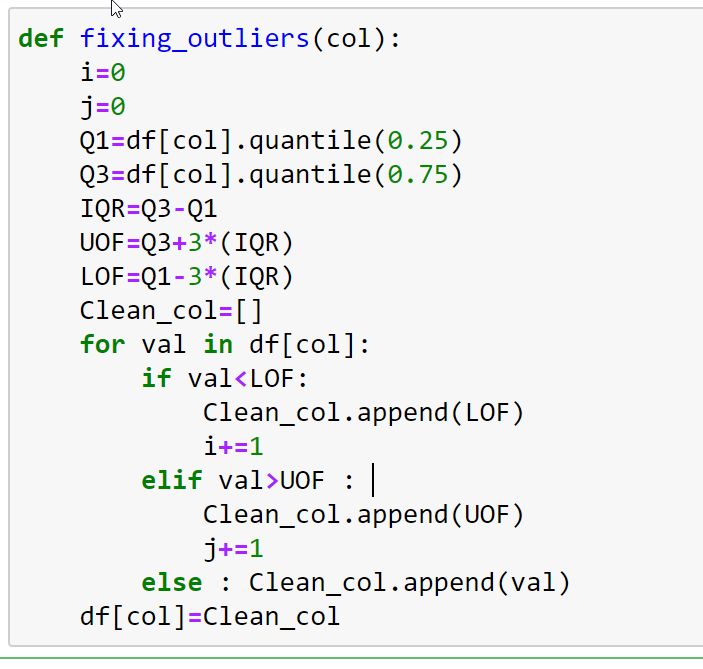 def fixing_outliers(col):
    i=0
    j=0
    Q1=df[col].quantile(0.25)
    Q3=df[col].quantile(0.75)
    IQR=Q3-Q1
    UOF=Q3+3*(IQR)
    LOF=Q1-3*(IQR)
    Clean_col=[]
    for val in df[col]:
        if val<LOF:
            Clean_col.append(LOF)
            i+=1
        elif val>UOF :
            Clean_col.append(UOF)
            j+=1
        else : Clean_col.append(val)
    df[col]=Clean_col